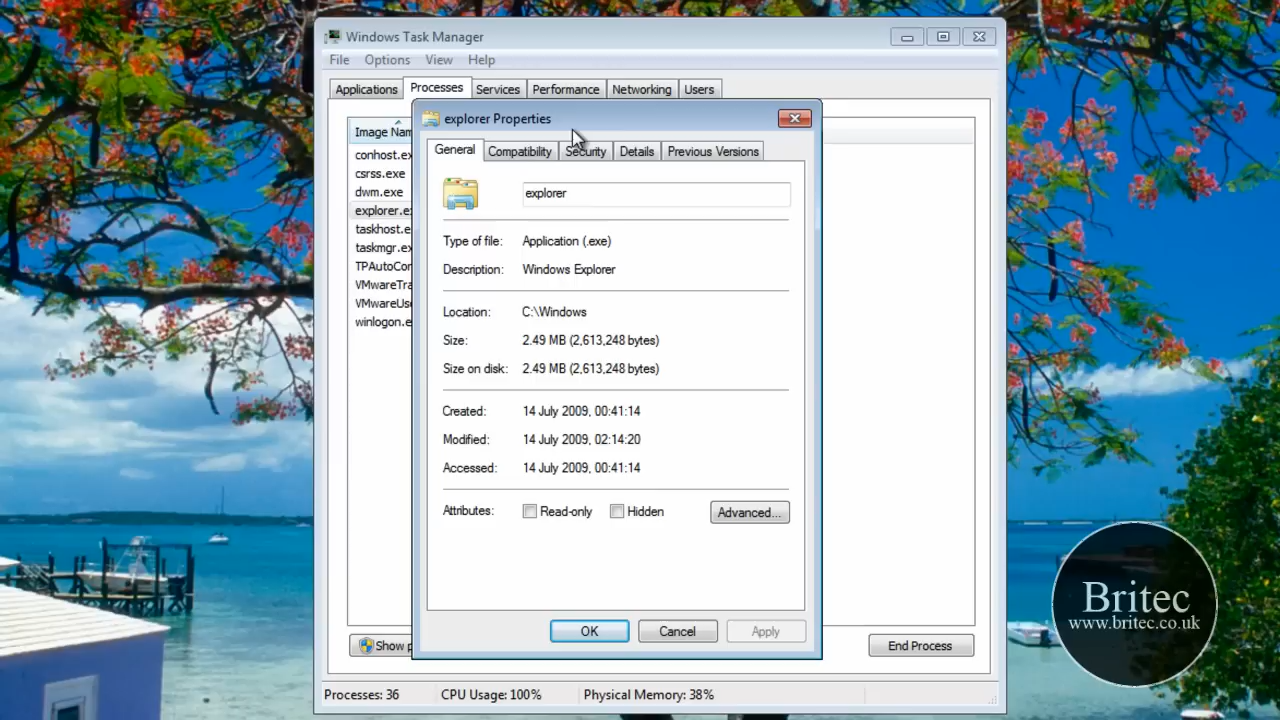 Windows Task Manager
File Options View Help
Applications Processes Services Performance Networking Users
Image Nam
conhost.ex
csrss.exe
dwm.exe
explorer.ex
taskhost.e
taskmgr.ex
TPAutoCon
VMwareTra
VMwareUse
winlogon.e
explorer Properties
General Compatibility Security Details Previous Versions
explorer
Type of file: Application (.exe)
Description: Windows Explorer
Location: C:\Windows
Size: 2.49 MB (2,613,248 bytes)
Size on disk: 2.49 MB (2,613,248 bytes)
Created: 14 July 2009, 00:41:14
Modified: 14 July 2009, 02:14:20
Accessed: 14 July 2009, 00:41:14
Attributes: Read-only Hidden Advanced...
OK Cancel Apply
Show p
End Process
Processes: 36 CPU Usage: 100% Physical Memory: 38%
Britec
www.britec.co.uk